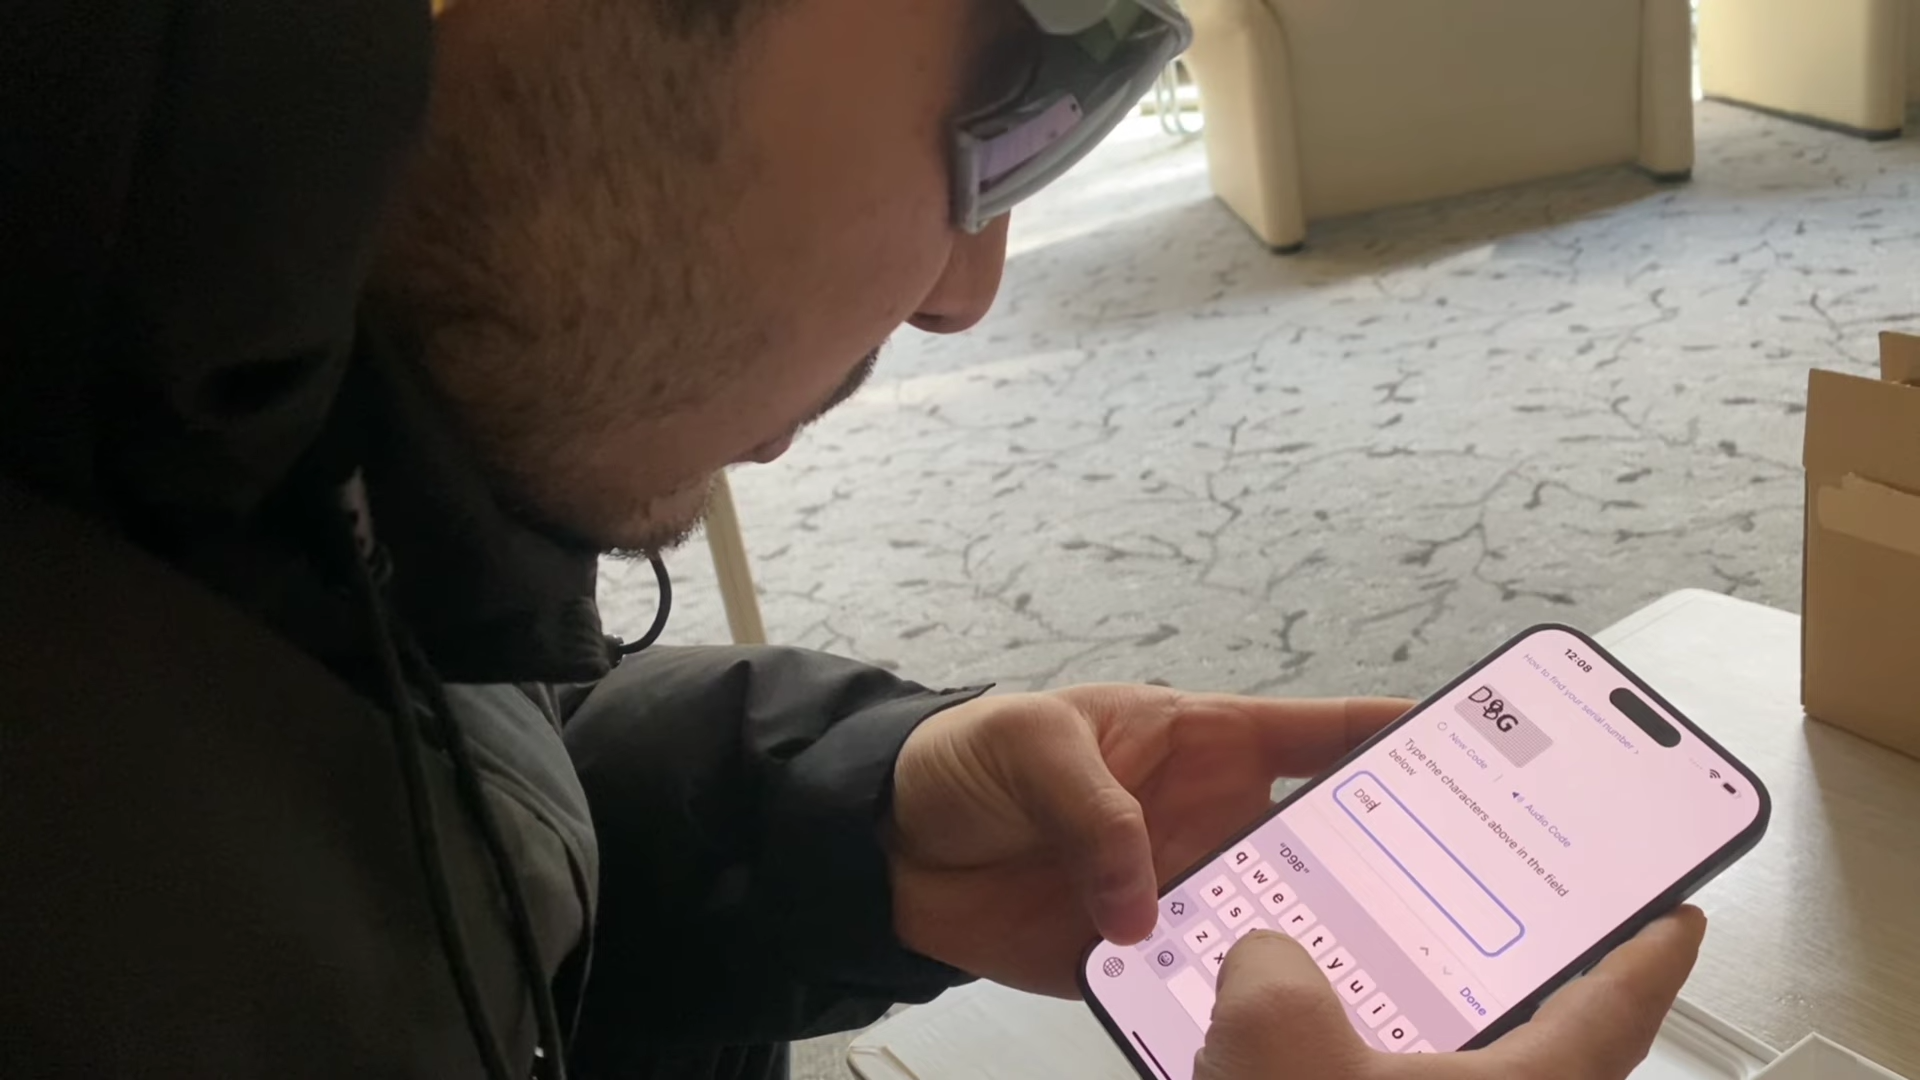 12:08
How to find your serial number ›
D9BG
New Code
Audio Code
Type the characters above in the field
below
D9B
"D9B"
q w e r t y u i o
a s
z x
Done